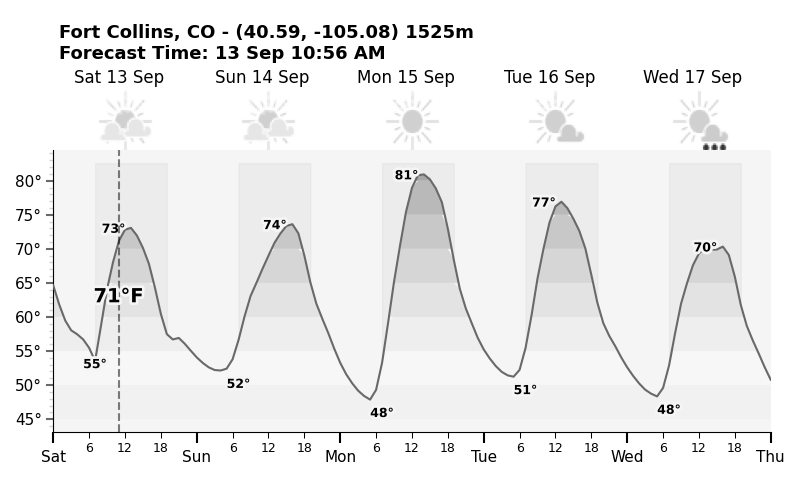 Fort Collins, CO - (40.59, -105.08) 1525m
Forecast Time: 13 Sep 10:56 AM
Sat 13 Sep Sun 14 Sep Mon 15 Sep Tue 16 Sep Wed 17 Sep
80°
75°
70°
65°
60°
55°
50°
45°
73° 74° 81° 77° 70°
71°F
55° 52° 48° 51° 48°
6 12 18 6 12 18 6 12 18 6 12 18 6 12 18
Sat Sun Mon Tue Wed Thu